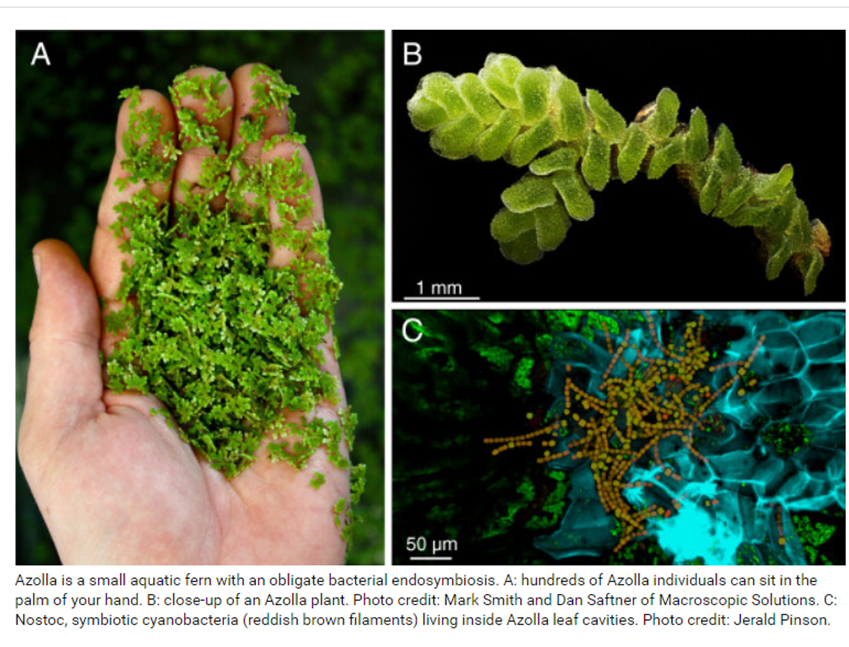 A
B
1 mm
C
50 µm
Azolla is a small aquatic fern with an obligate bacterial endosymbiosis. A: hundreds of Azolla individuals can sit in the
palm of your hand. B: close-up of an Azolla plant. Photo credit: Mark Smith and Dan Saftner of Macroscopic Solutions. C:
Nostoc, symbiotic cyanobacteria (reddish brown filaments) living inside Azolla leaf cavities. Photo credit: Jerald Pinson.